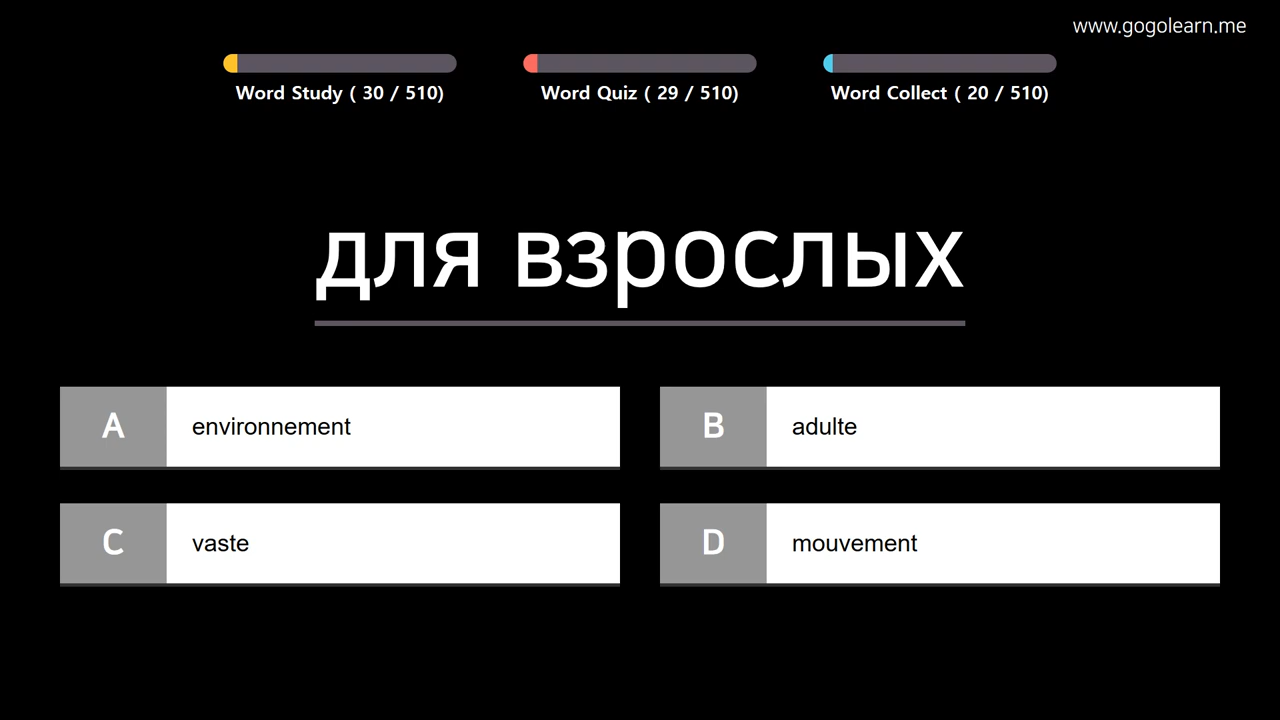 www.gogolearn.me
Word Study ( 30 / 510)
Word Quiz ( 29 / 510)
Word Collect ( 20 / 510)
для взрослых
A environnement
B adulte
C vaste
D mouvement